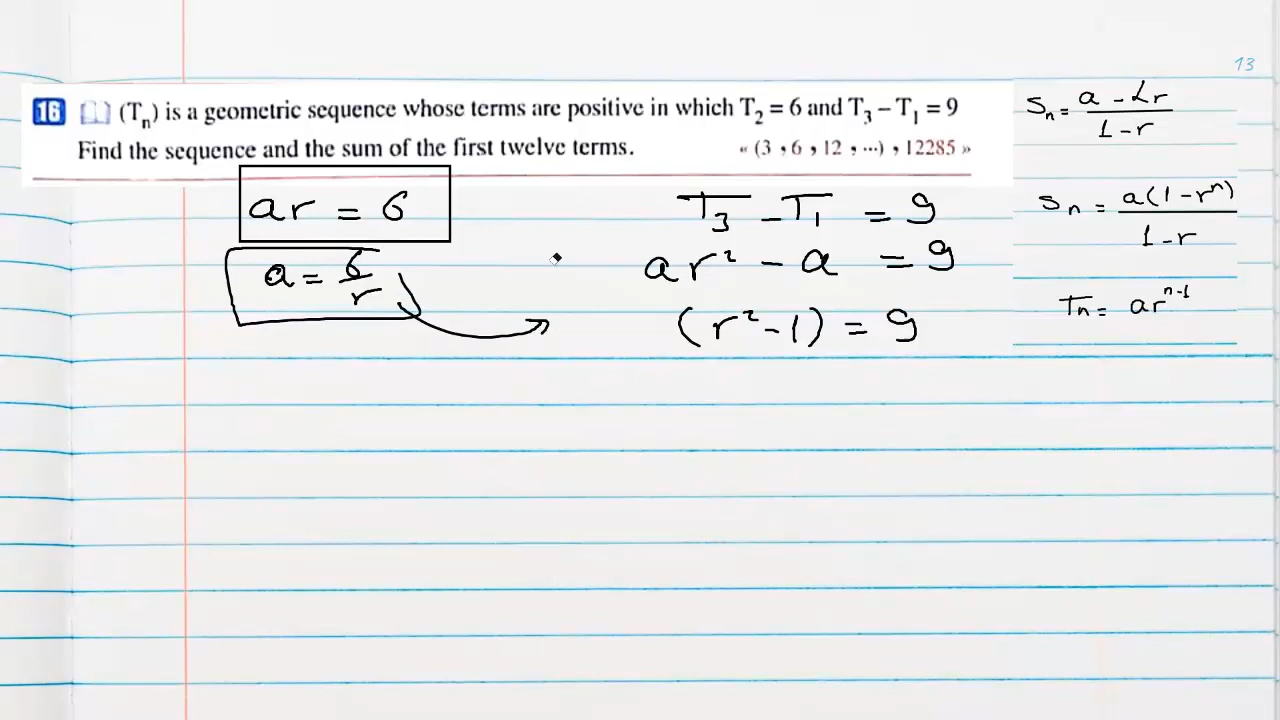 13
16 (Tn) is a geometric sequence whose terms are positive in which T2 = 6 and T3 – T1 = 9
Find the sequence and the sum of the first twelve terms. « (3 , 6 , 12 , ···) , 12285 »
ar = 6
a = 6/r
T3 - T1 = 9
ar² - a = 9
(r² - 1) = 9
Sn = (a - Lr)/(1 - r)
Sn = a(1 - rⁿ)/(1 - r)
Tn = arⁿ⁻¹